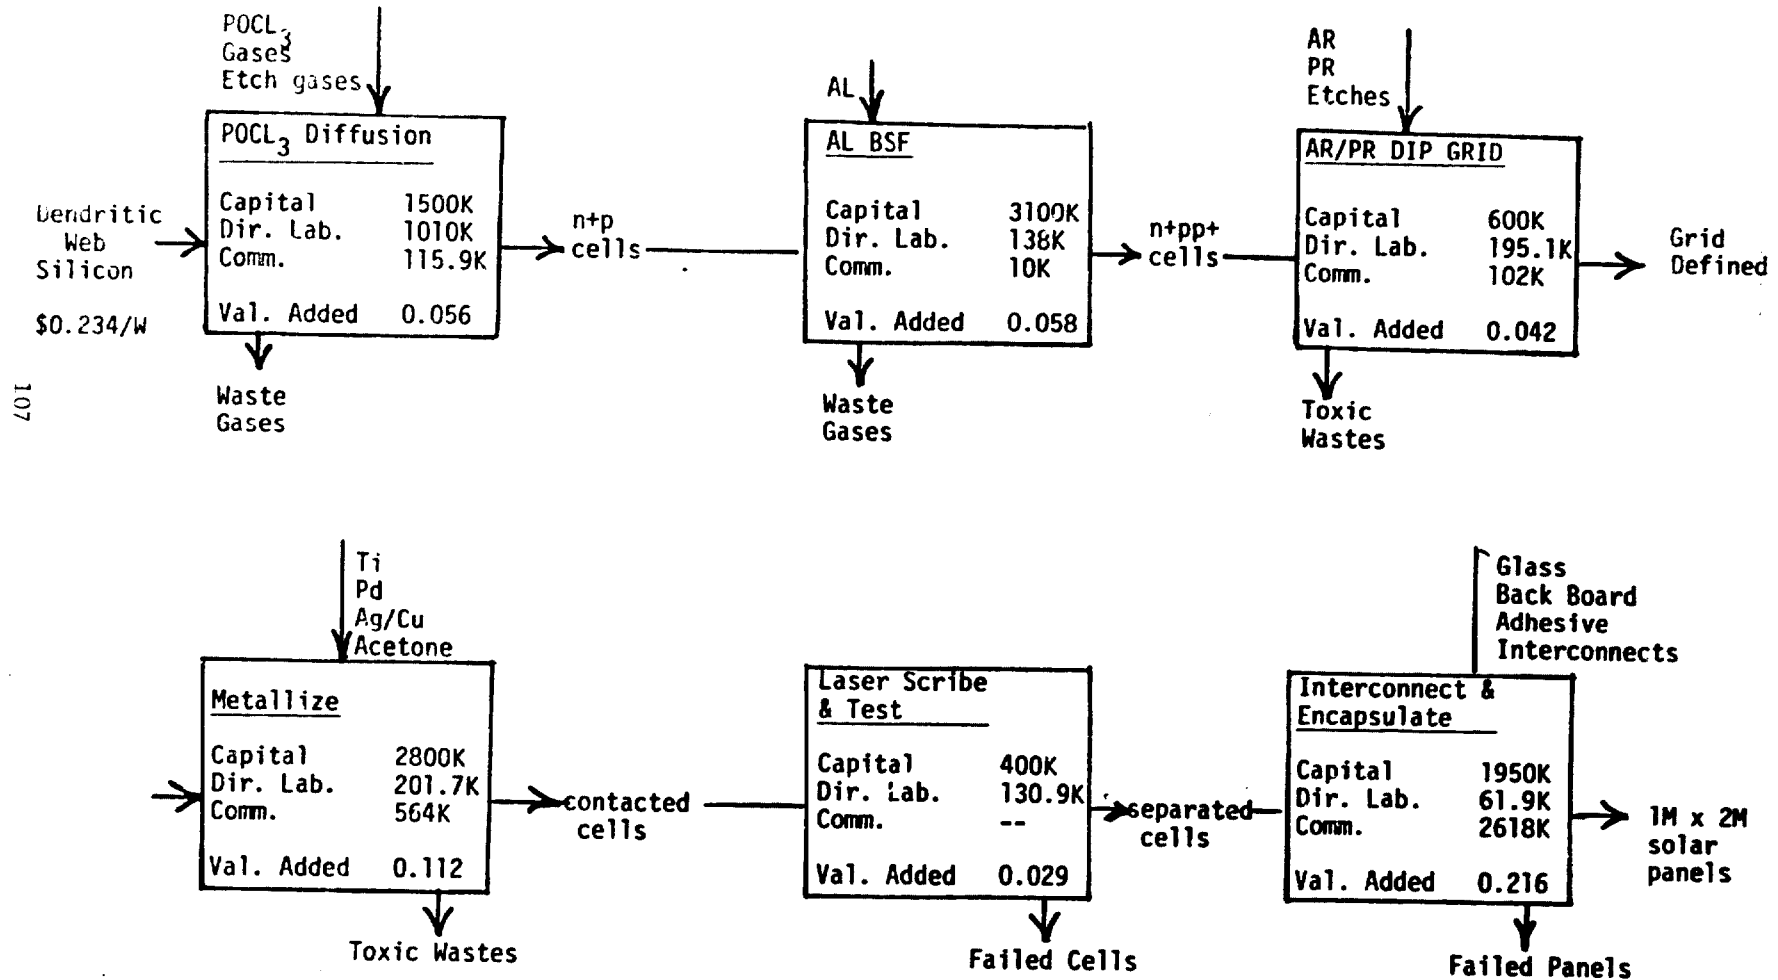 POCL3
Gases
Etch gases
POCL3 Diffusion
Capital 1500K
Dir. Lab. 1010K
Comm. 115.9K
Val. Added 0.056
Dendritic
Web
Silicon
$0.234/W
Waste
Gases
n+p
cells
AL
AL BSF
Capital 3100K
Dir. Lab. 138K
Comm. 10K
Val. Added 0.058
Waste
Gases
n+pp+
cells
AR
PR
Etches
AR/PR DIP GRID
Capital 600K
Dir. Lab. 195.1K
Comm. 102K
Val. Added 0.042
Toxic
Wastes
Grid
Defined
107
Ti
Pd
Ag/Cu
Acetone
Metallize
Capital 2800K
Dir. Lab. 201.7K
Comm. 564K
Val. Added 0.112
Toxic Wastes
contacted
cells
Laser Scribe
& Test
Capital 400K
Dir. Lab. 130.9K
Comm. --
Val. Added 0.029
Failed Cells
separated
cells
Glass
Back Board
Adhesive
Interconnects
Interconnect &
Encapsulate
Capital 1950K
Dir. Lab. 61.9K
Comm. 2618K
Val. Added 0.216
Failed Panels
1M x 2M
solar
panels